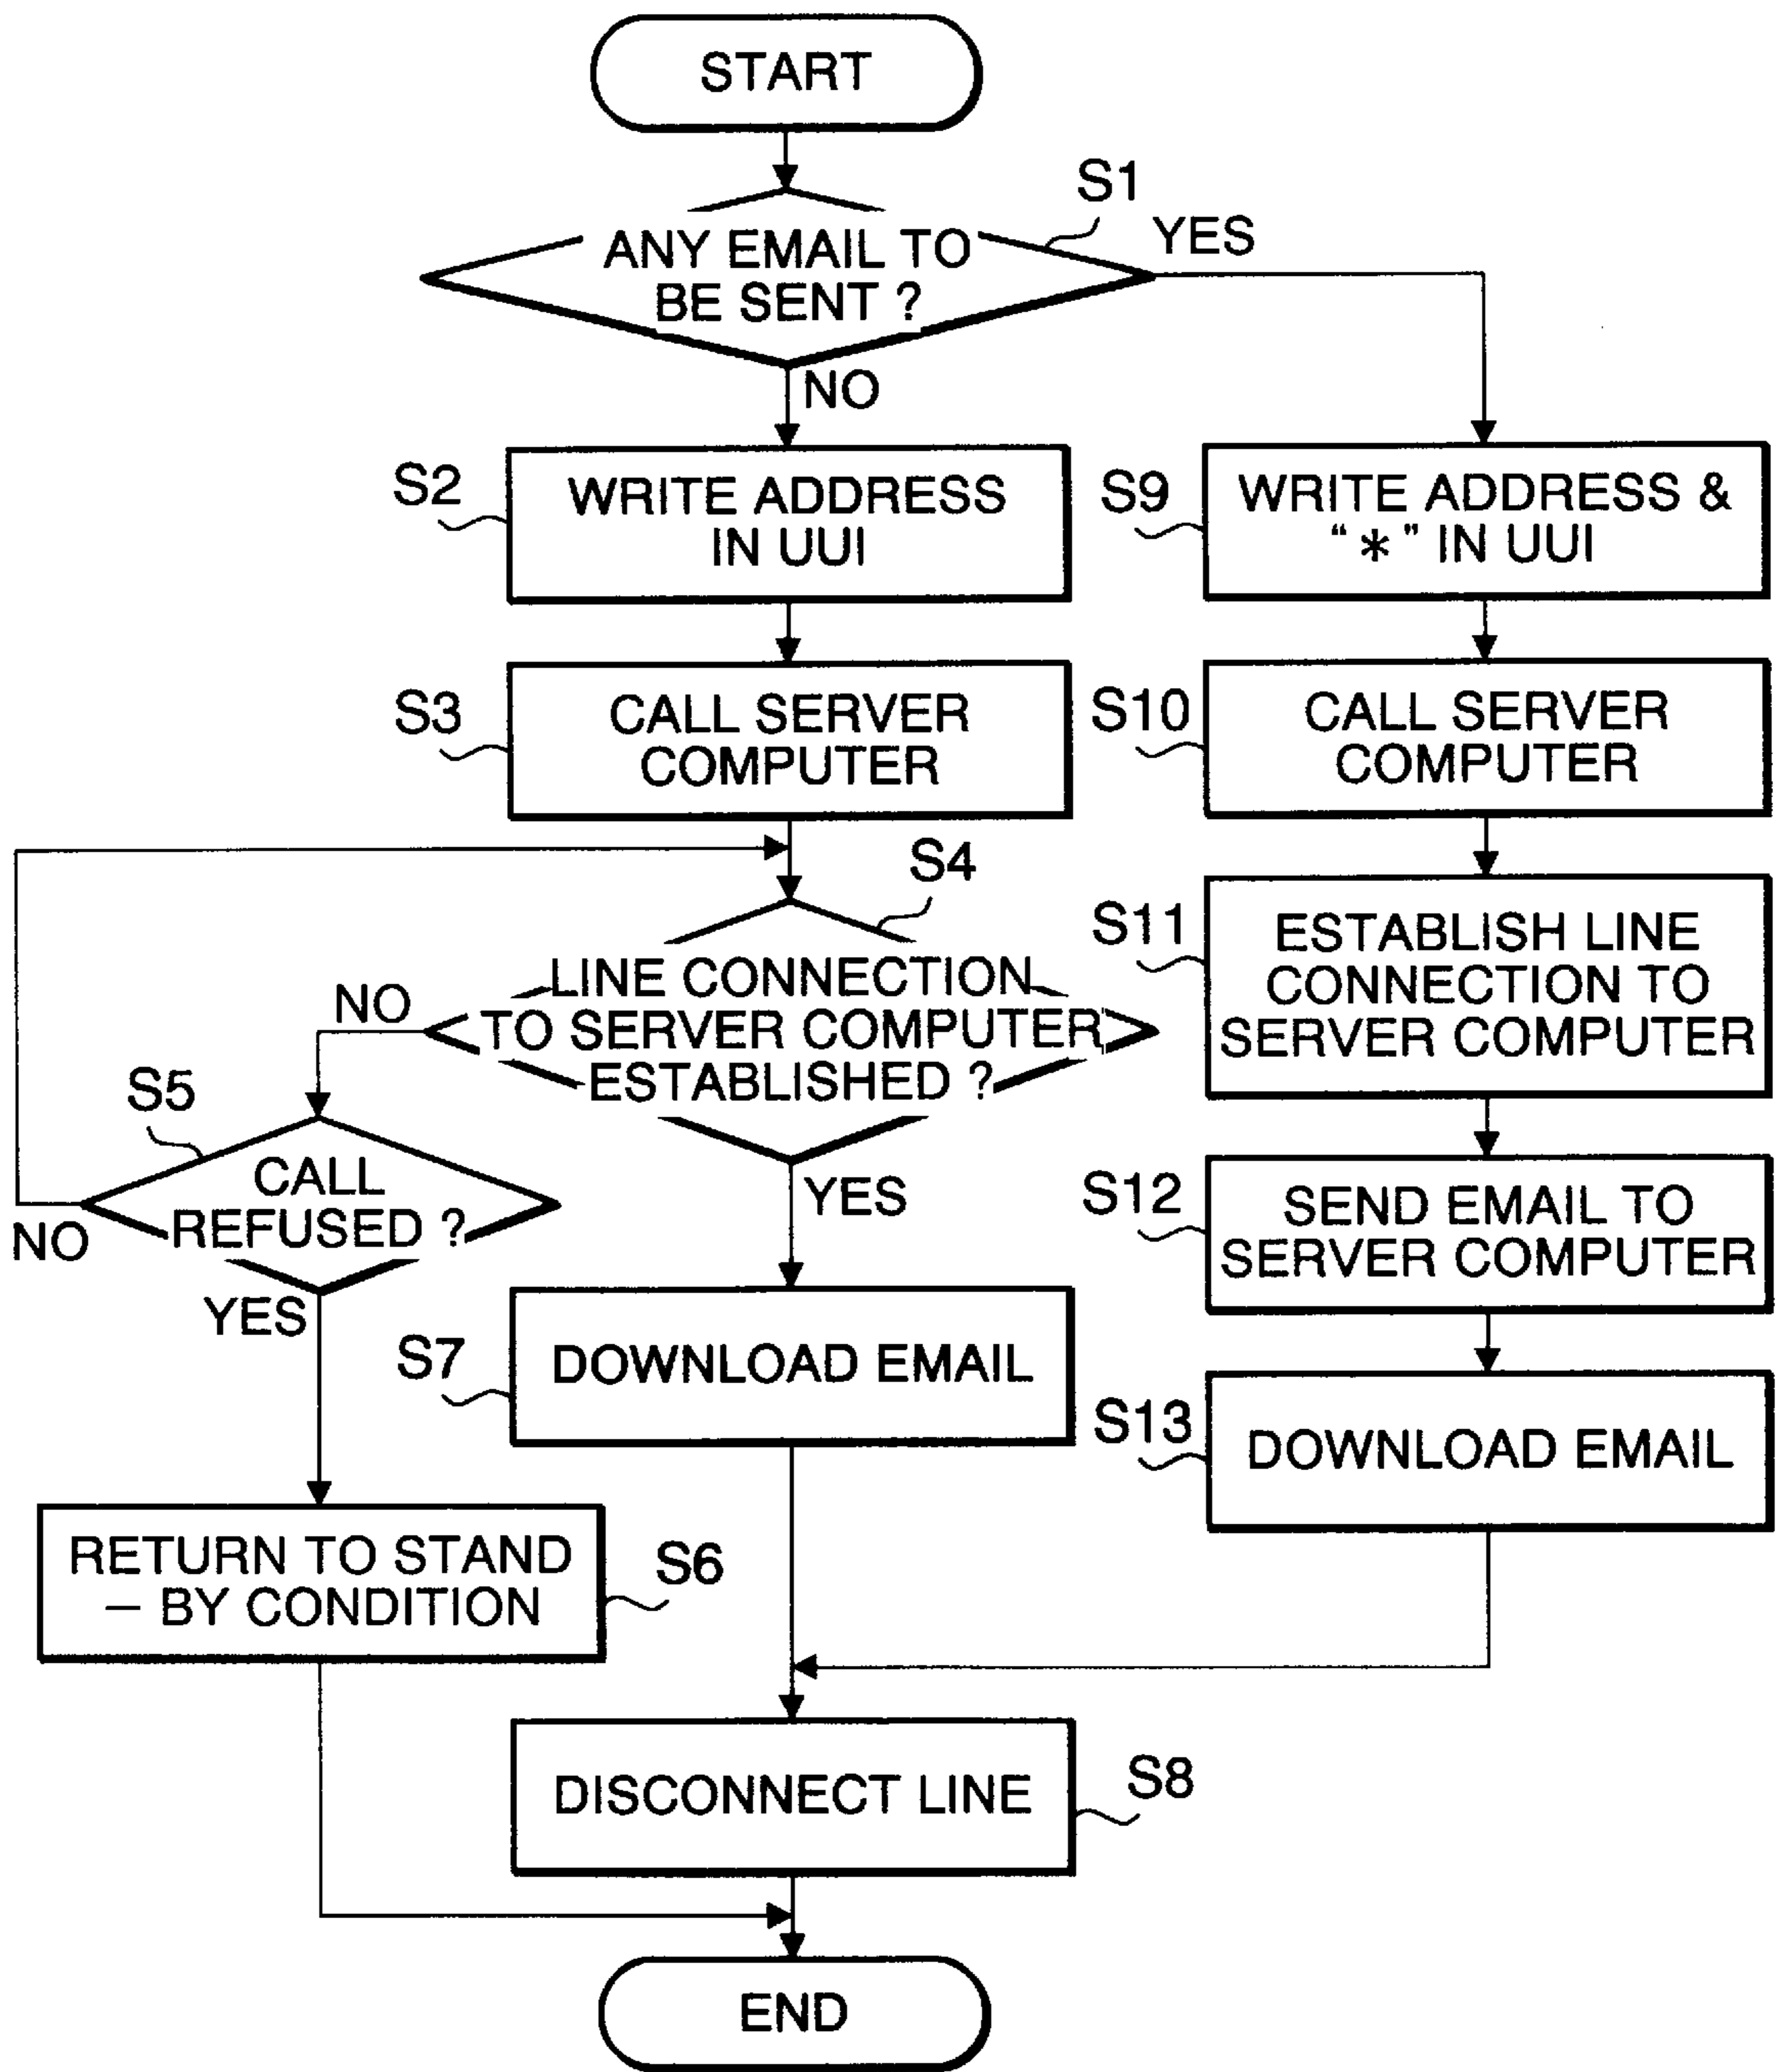 START
S1
YES
ANY EMAIL TO
BE SENT ?
NO
S2
WRITE ADDRESS
IN UUI
S9
WRITE ADDRESS &
“ * ” IN UUI
S3
CALL SERVER
COMPUTER
S10
CALL SERVER
COMPUTER
S4
LINE CONNECTION
TO SERVER COMPUTER
ESTABLISHED ?
NO
YES
S11
ESTABLISH LINE
CONNECTION TO
SERVER COMPUTER
S5
CALL
REFUSED ?
NO
YES
S12
SEND EMAIL TO
SERVER COMPUTER
S7
DOWNLOAD EMAIL
S13
DOWNLOAD EMAIL
RETURN TO STAND
– BY CONDITION
S6
DISCONNECT LINE
S8
END